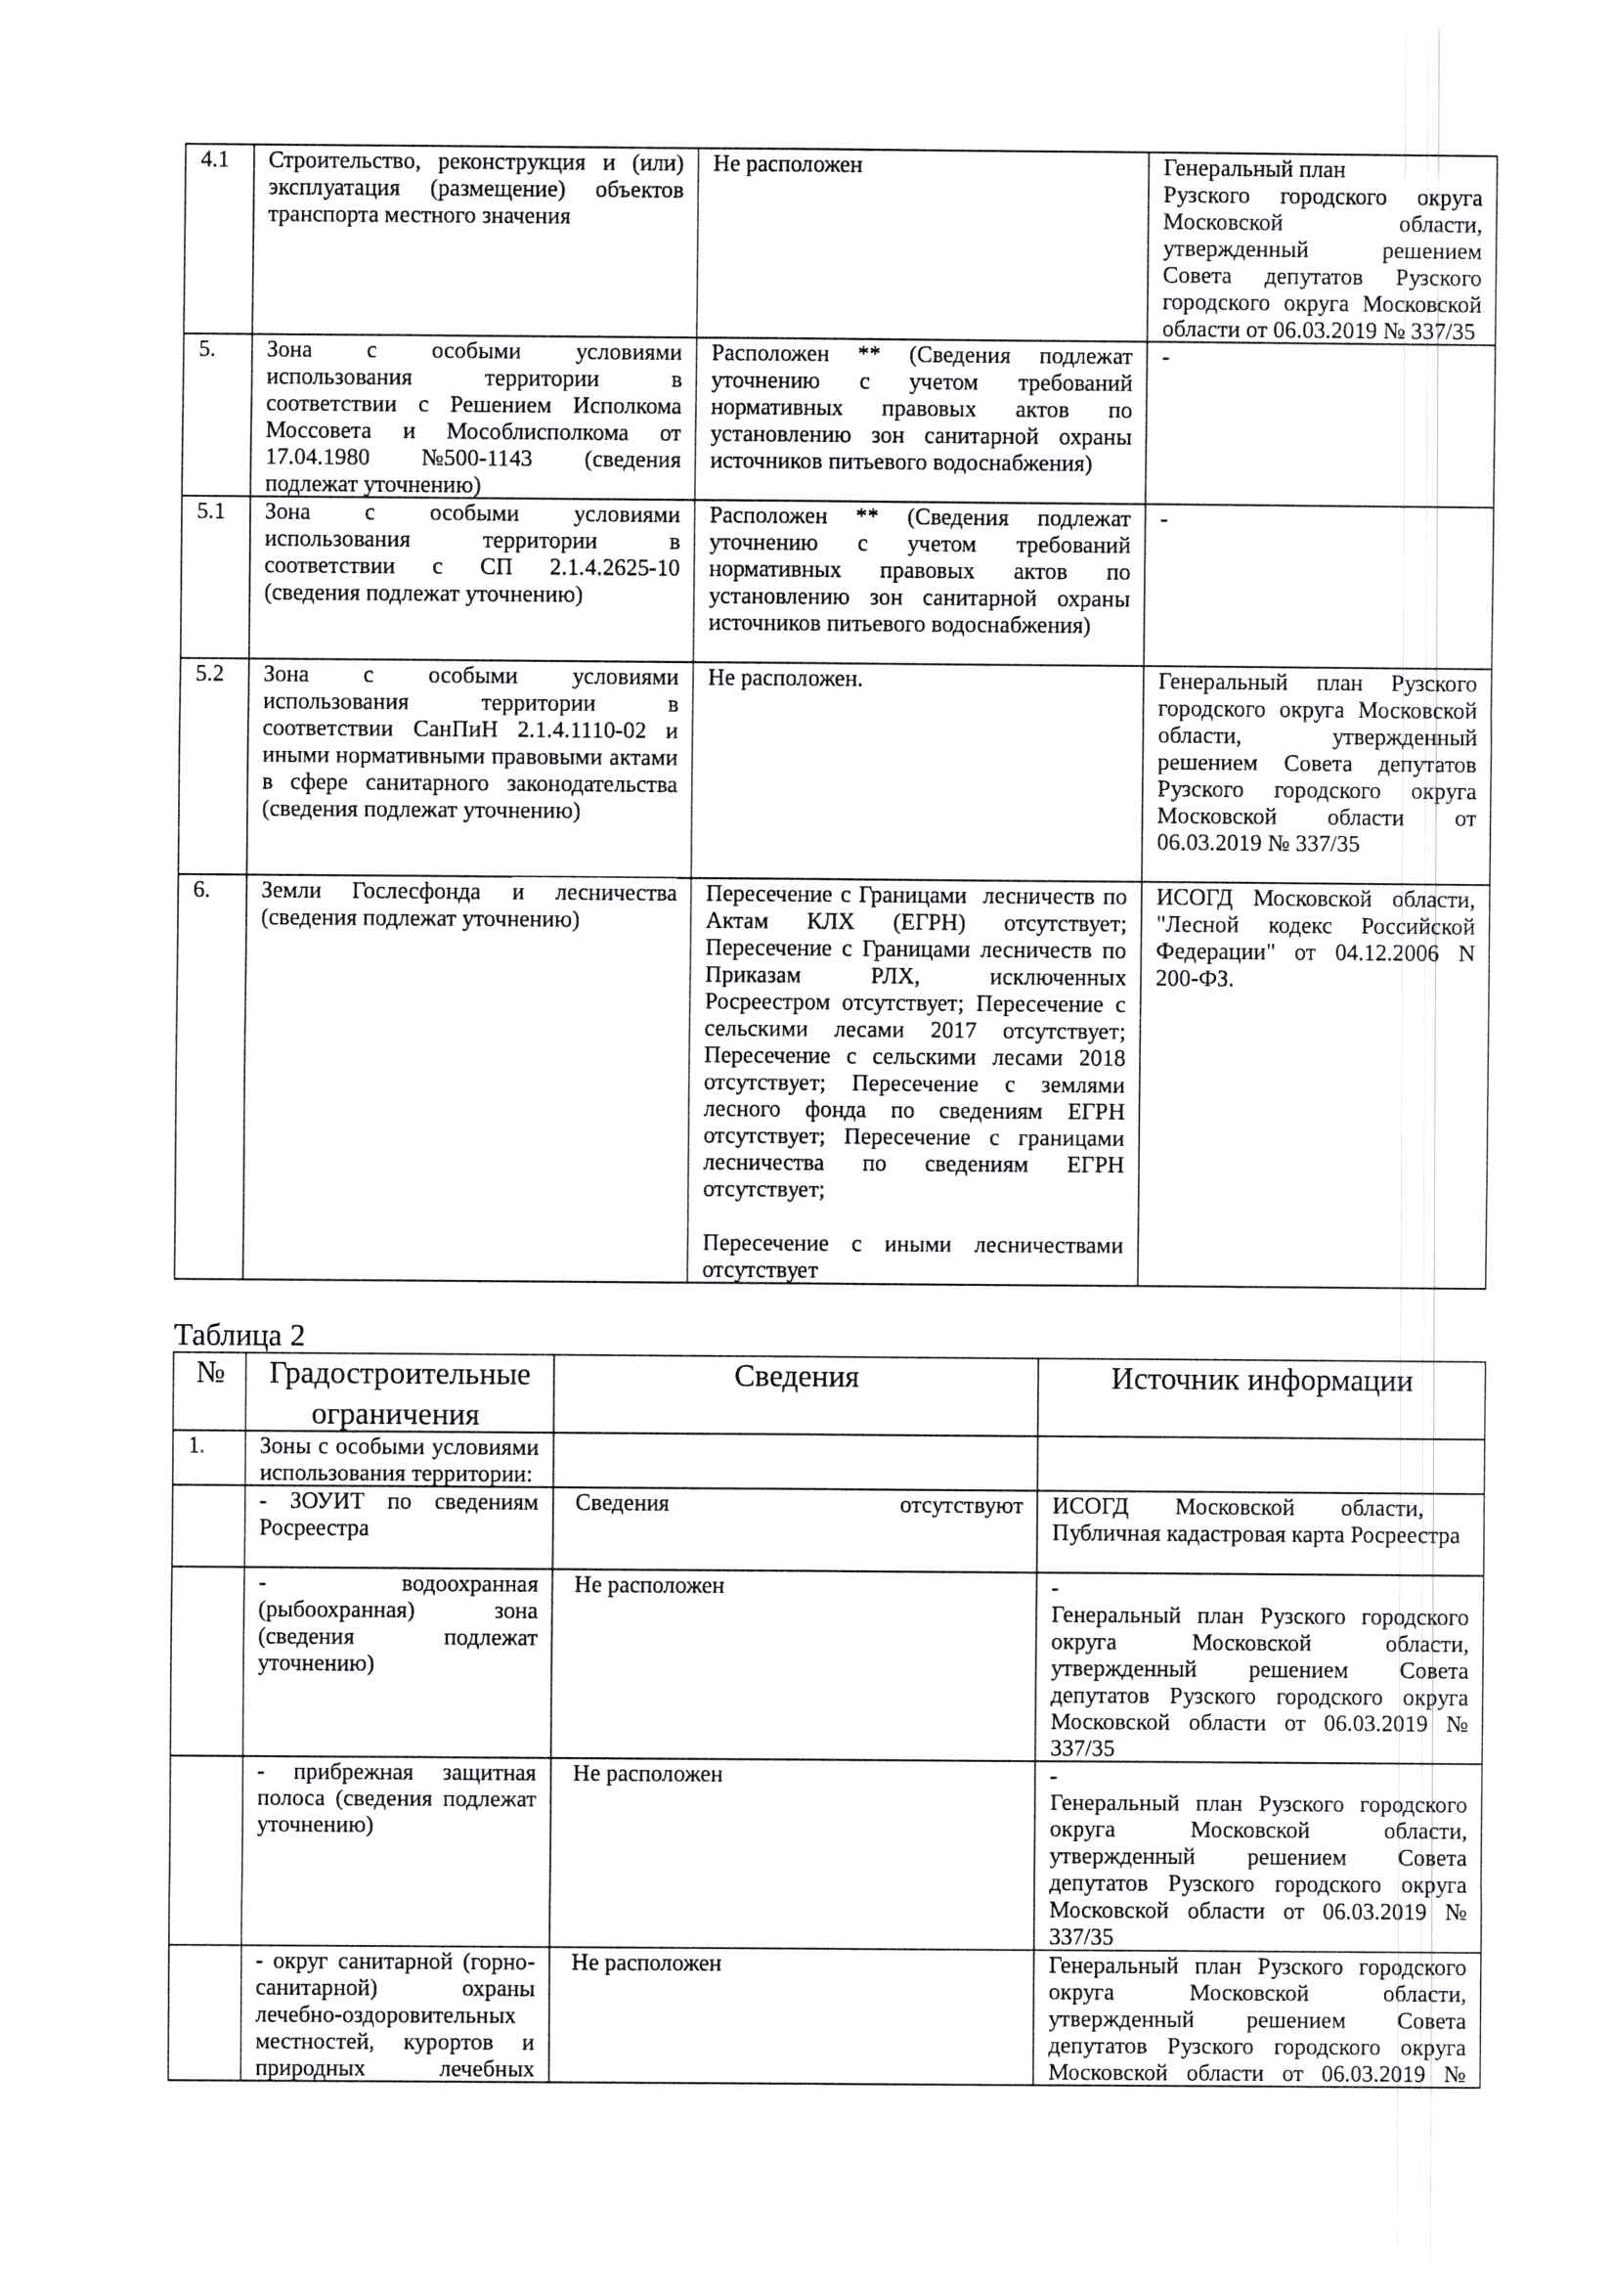 4.1
Строительство, реконструкция и (или)
эксплуатация (размещение) объектов
транспорта местного значения
Не расположен
Генеральный план
Рузского городского округа
Московской области,
утвержденный решением
Совета депутатов Рузского
городского округа Московской
области от 06.03.2019 № 337/35
5.
Зона с особыми условиями
использования территории в
соответствии с Решением Исполкома
Моссовета и Мособлисполкома от
17.04.1980 №500-1143 (сведения
подлежат уточнению)
Расположен ** (Сведения подлежат
уточнению с учетом требований
нормативных правовых актов по
установлению зон санитарной охраны
источников питьевого водоснабжения)
-
5.1
Зона с особыми условиями
использования территории в
соответствии с СП 2.1.4.2625-10
(сведения подлежат уточнению)
Расположен ** (Сведения подлежат
уточнению с учетом требований
нормативных правовых актов по
установлению зон санитарной охраны
источников питьевого водоснабжения)
-
5.2
Зона с особыми условиями
использования территории в
соответствии СанПиН 2.1.4.1110-02 и
иными нормативными правовыми актами
в сфере санитарного законодательства
(сведения подлежат уточнению)
Не расположен.
Генеральный план Рузского
городского округа Московской
области, утвержденный
решением Совета депутатов
Рузского городского округа
Московской области от
06.03.2019 № 337/35
6.
Земли Гослесфонда и лесничества
(сведения подлежат уточнению)
Пересечение с Границами лесничеств по
Актам КЛХ (ЕГРН) отсутствует;
Пересечение с Границами лесничеств по
Приказам РЛХ, исключенных
Росреестром отсутствует; Пересечение с
сельскими лесами 2017 отсутствует;
Пересечение с сельскими лесами 2018
отсутствует; Пересечение с землями
лесного фонда по сведениям ЕГРН
отсутствует; Пересечение с границами
лесничества по сведениям ЕГРН
отсутствует;
Пересечение с иными лесничествами
отсутствует
ИСОГД Московской области,
"Лесной кодекс Российской
Федерации" от 04.12.2006 N
200-ФЗ.
Таблица 2
№
Градостроительные
ограничения
Сведения
Источник информации
1.
Зоны с особыми условиями
использования территории:
- ЗОУИТ по сведениям
Росреестра
Сведения отсутствуют
ИСОГД Московской области,
Публичная кадастровая карта Росреестра
- водоохранная
(рыбоохранная) зона
(сведения подлежат
уточнению)
Не расположен
-
Генеральный план Рузского городского
округа Московской области,
утвержденный решением Совета
депутатов Рузского городского округа
Московской области от 06.03.2019 №
337/35
- прибрежная защитная
полоса (сведения подлежат
уточнению)
Не расположен
-
Генеральный план Рузского городского
округа Московской области,
утвержденный решением Совета
депутатов Рузского городского округа
Московской области от 06.03.2019 №
337/35
- округ санитарной (горно-
санитарной) охраны
лечебно-оздоровительных
местностей, курортов и
природных лечебных
Не расположен
Генеральный план Рузского городского
округа Московской области,
утвержденный решением Совета
депутатов Рузского городского округа
Московской области от 06.03.2019 №